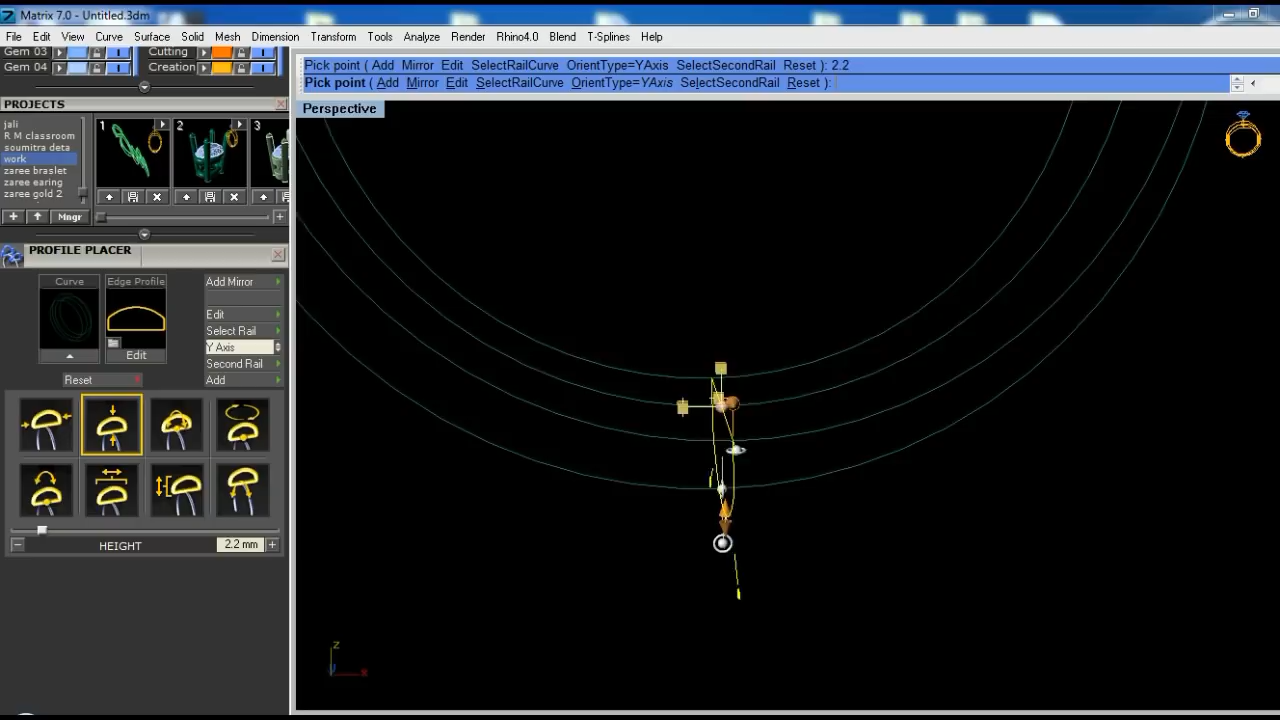 Matrix 7.0 - Untitled.3dm
File Edit View Curve Surface Solid Mesh Dimension Transform Tools Analyze Render Rhino4.0 Blend T-Splines Help
Gem 03 Cutting
Gem 04 Creation
Pick point ( Add Mirror Edit SelectRailCurve OrientType=YAxis SelectSecondRail Reset ): 2.2
Pick point ( Add Mirror Edit SelectRailCurve OrientType=YAxis SelectSecondRail Reset ):
Perspective
PROJECTS
jali
R M classroom
soumitra deta
work
zaree braslet
zaree earing
zaree gold 2
1 2 3
+ Mngr +
PROFILE PLACER
Curve Edge Profile Add Mirror
Edit
Select Rail
Y Axis
Second Rail
Edit Add
Reset
− HEIGHT 2.2 mm +
z
x